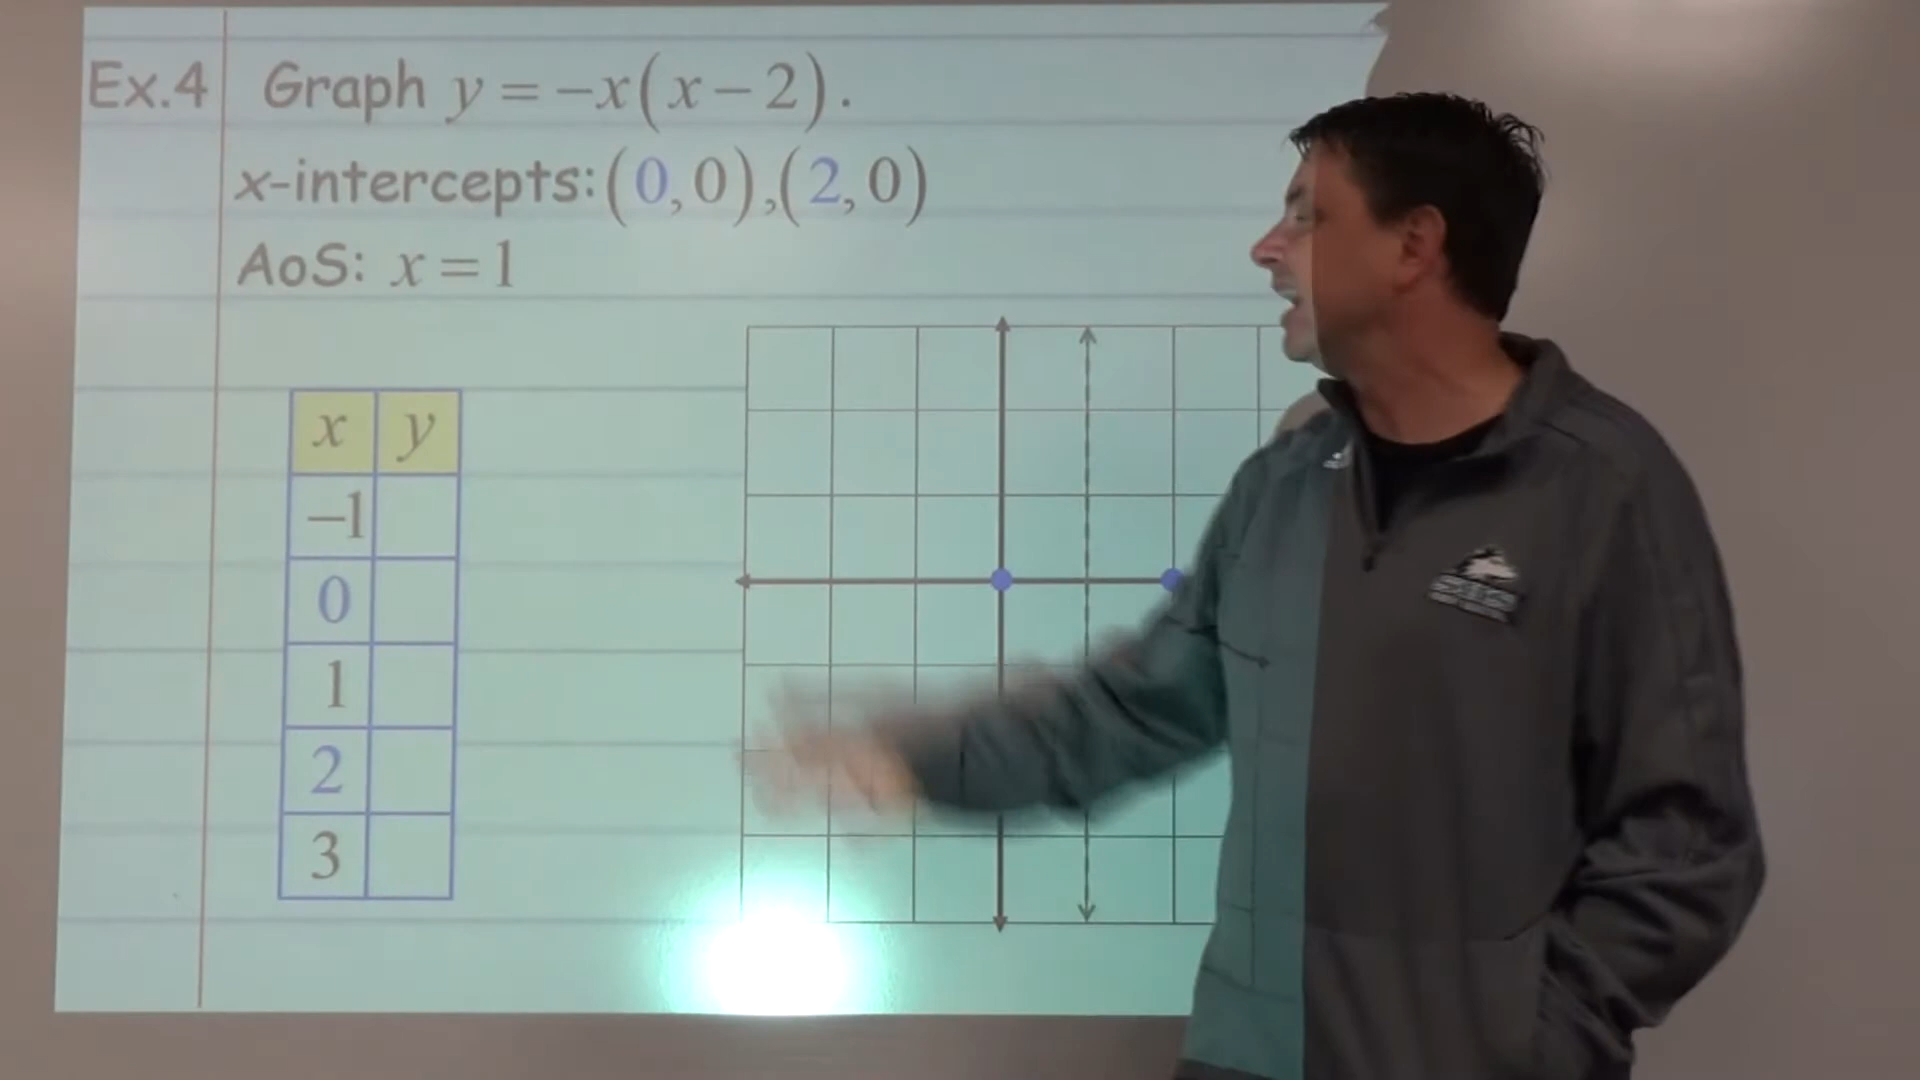 Ex.4 Graph y = -x(x-2).
x-intercepts: (0,0),(2,0)
AoS: x = 1
x y
-1
0
1
2
3